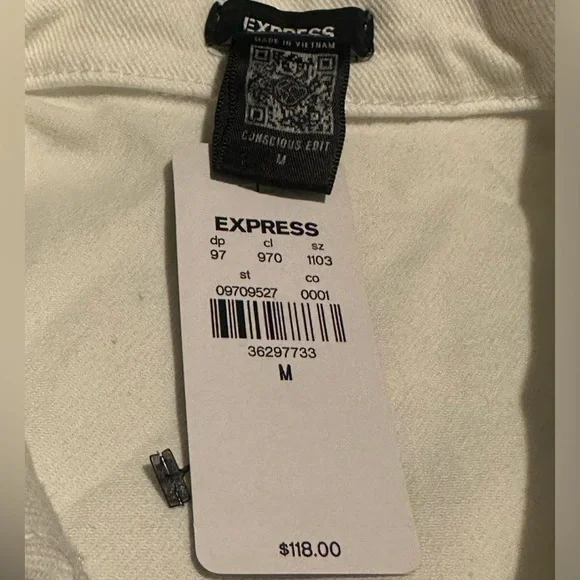 EXPRESS
MADE IN VIETNAM
CONSCIOUS EDIT
M
EXPRESS
dp cl sz
97 970 1103
st co
09709527 0001
36297733
M
$118.00